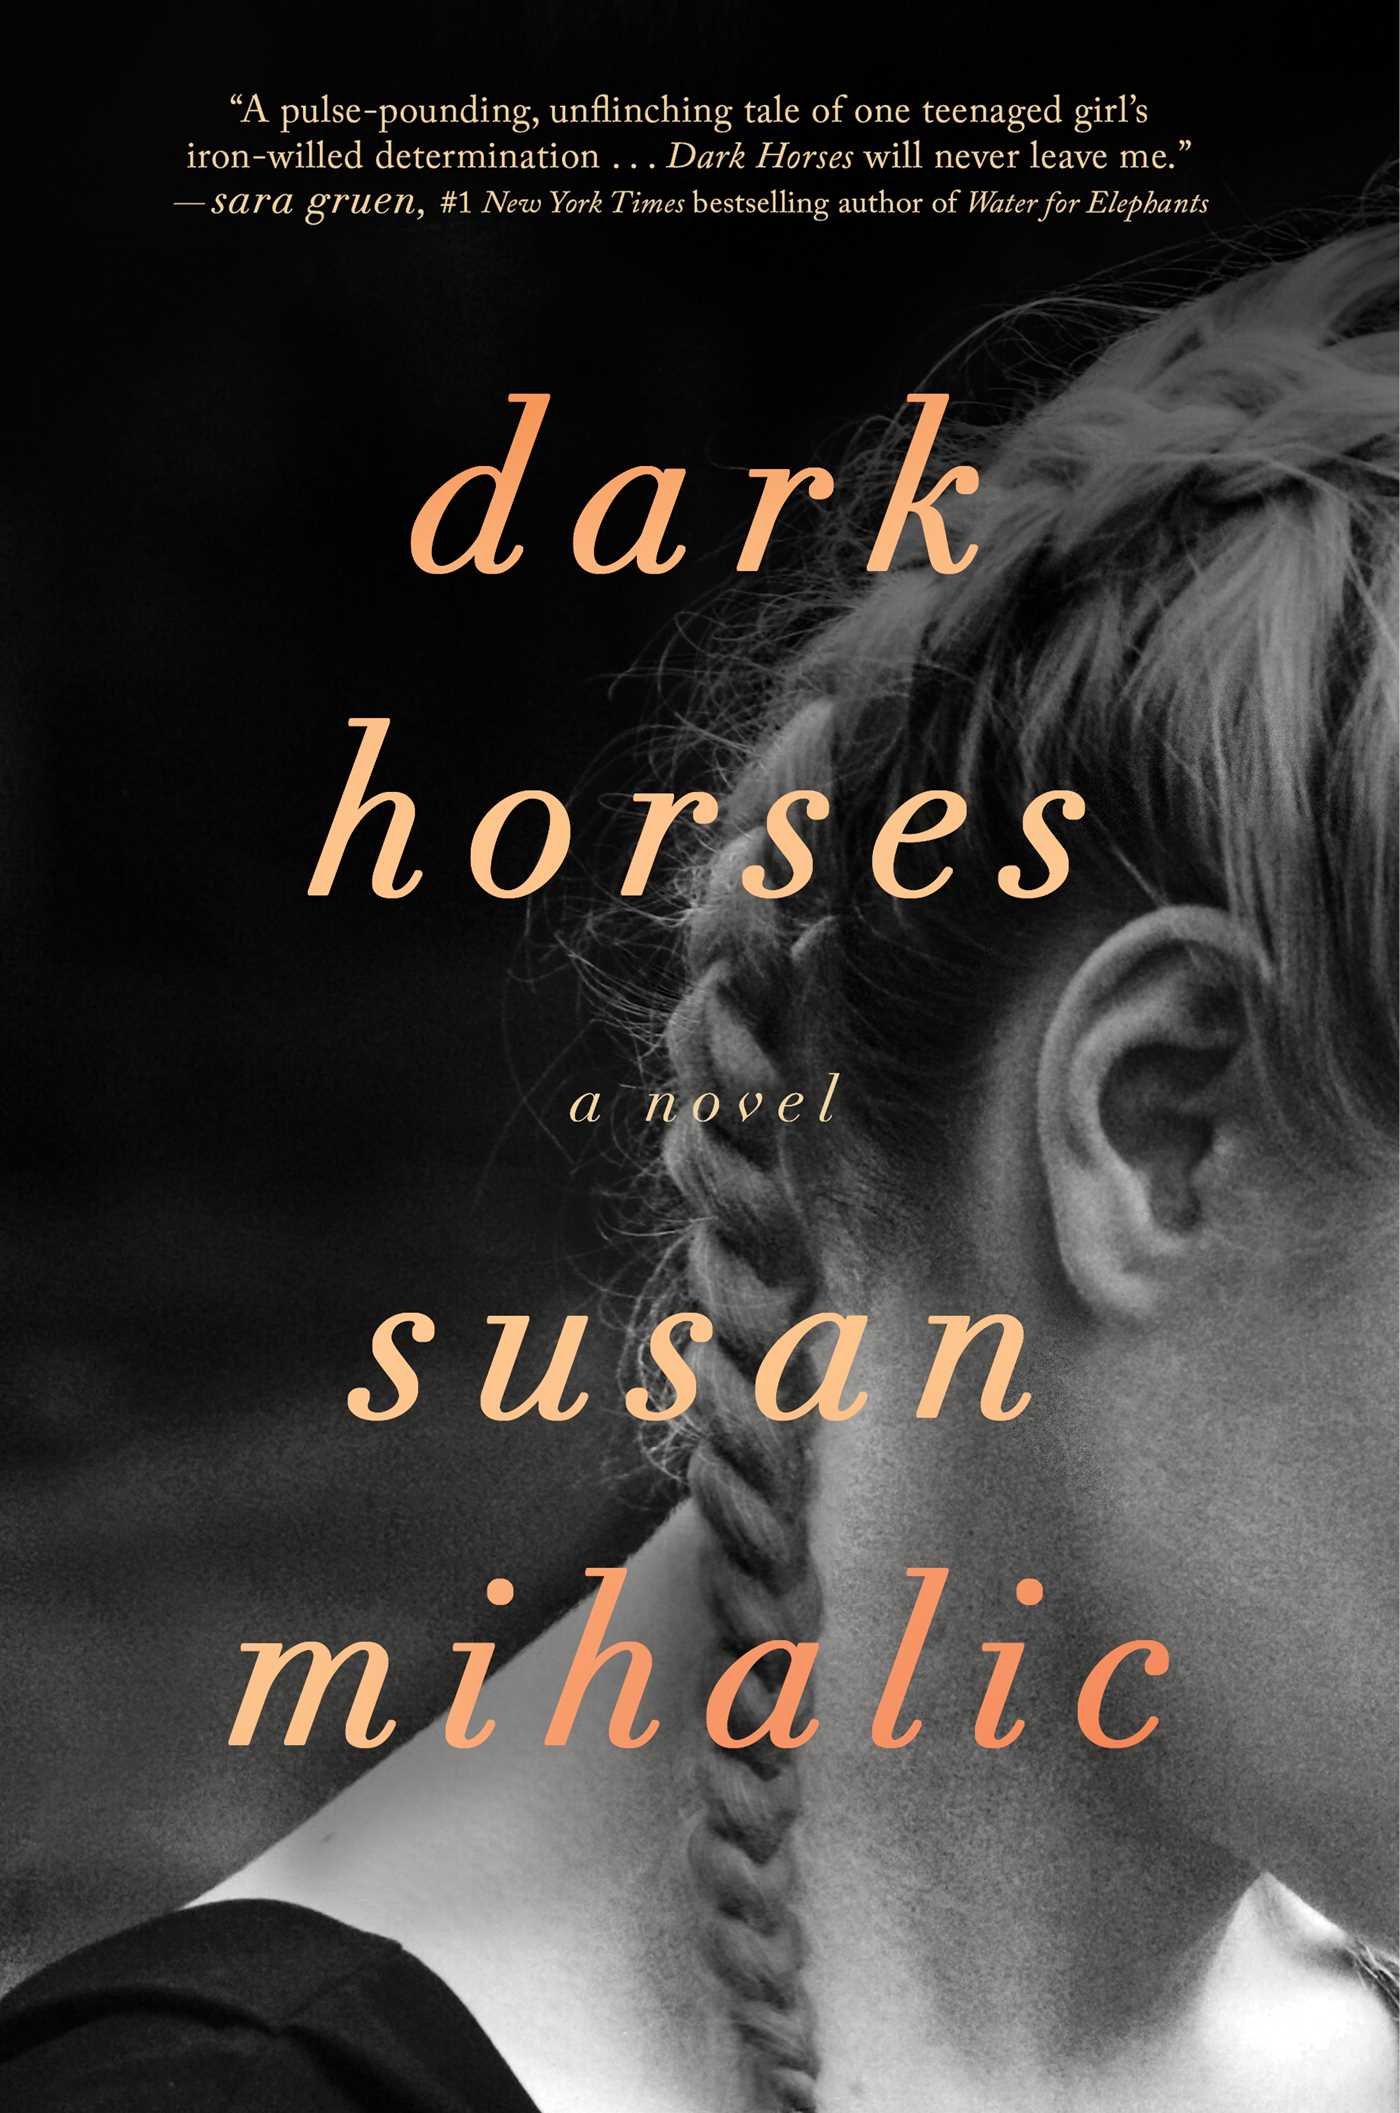 “A pulse-pounding, unflinching tale of one teenaged girl’s
iron-willed determination . . . Dark Horses will never leave me.”
—sara gruen, #1 New York Times bestselling author of Water for Elephants
dark
horses
a novel
susan
mihalic